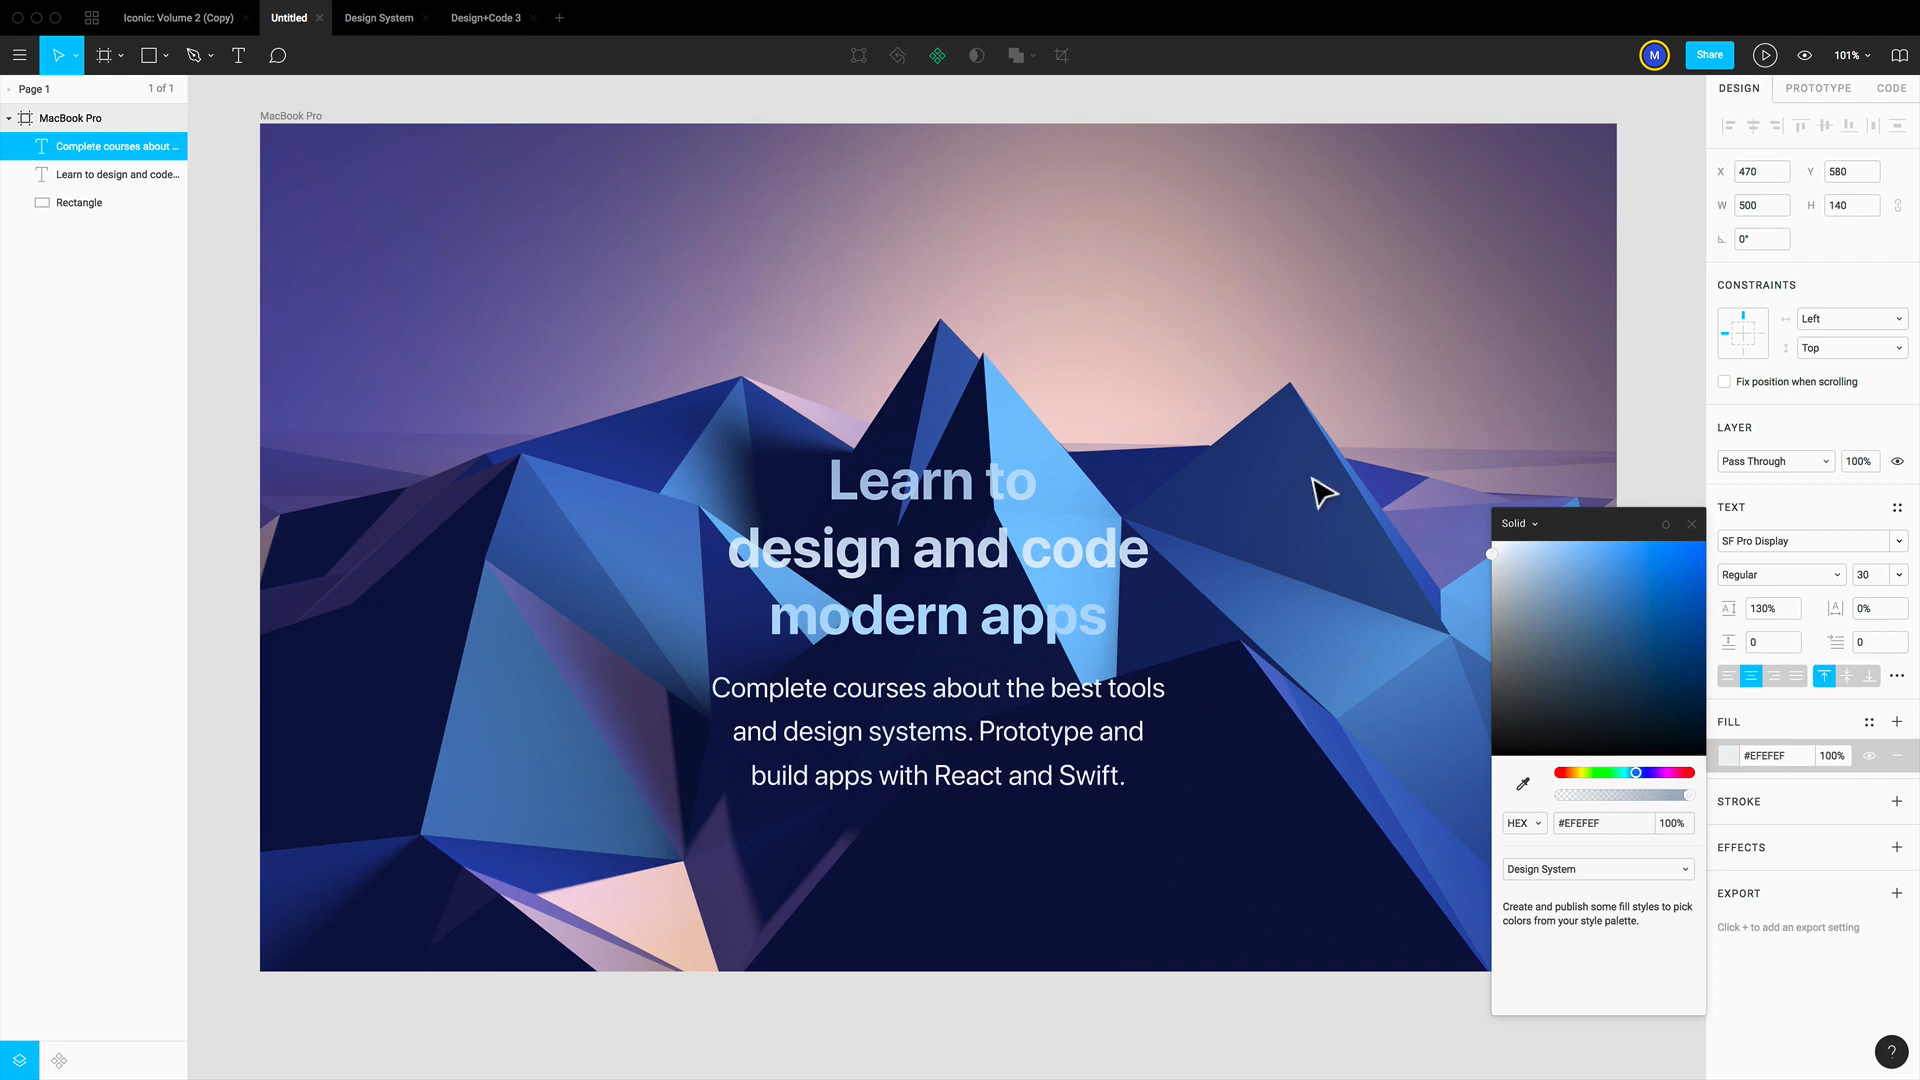 Iconic: Volume 2 (Copy)
Untitled
Design System
Design+Code 3
M
Share
101%
Page 1
1 of 1
MacBook Pro
Complete courses about ...
Learn to design and code...
Rectangle
MacBook Pro
Learn to
design and code
modern apps
Complete courses about the best tools
and design systems. Prototype and
build apps with React and Swift.
Solid
HEX
#EFEFEF
100%
Design System
Create and publish some fill styles to pick
colors from your style palette.
DESIGN
PROTOTYPE
CODE
X 470
Y 580
W 500
H 140
0°
CONSTRAINTS
Left
Top
Fix position when scrolling
LAYER
Pass Through
100%
TEXT
SF Pro Display
Regular
30
130%
0%
0
0
FILL
#EFEFEF
100%
STROKE
EFFECTS
EXPORT
Click + to add an export setting
?